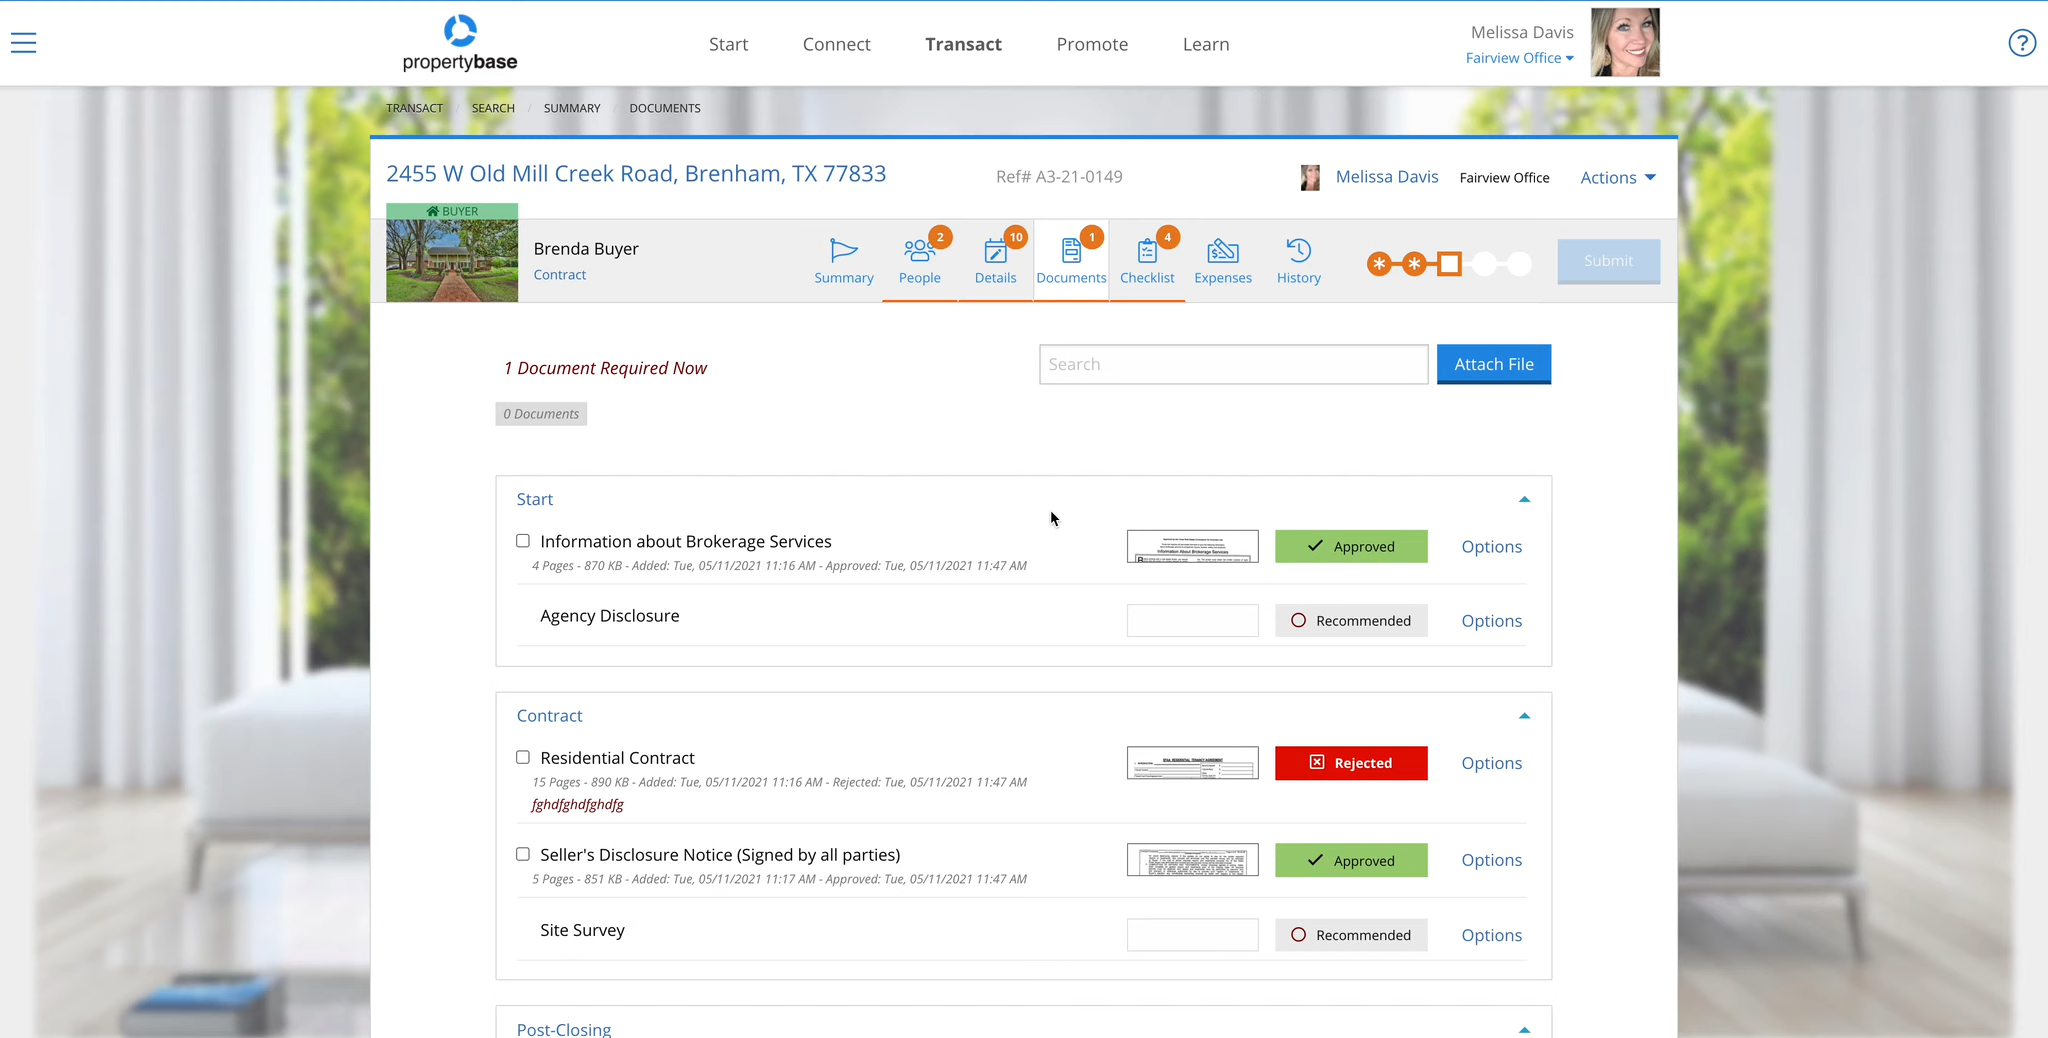 propertybase
Start
Connect
Transact
Promote
Learn
Melissa Davis
Fairview Office
?
TRANSACT / SEARCH / SUMMARY / DOCUMENTS
2455 W Old Mill Creek Road, Brenham, TX 77833
Ref# A3-21-0149
Melissa Davis
Fairview Office
Actions
BUYER
Brenda Buyer
Contract
Summary
2
People
10
Details
1
Documents
4
Checklist
Expenses
History
Submit
1 Document Required Now
Search
Attach File
0 Documents
Start
Information about Brokerage Services
4 Pages - 870 KB - Added: Tue, 05/11/2021 11:16 AM - Approved: Tue, 05/11/2021 11:47 AM
Information About Brokerage Services
Approved
Options
Agency Disclosure
Recommended
Options
Contract
Residential Contract
15 Pages - 890 KB - Added: Tue, 05/11/2021 11:16 AM - Rejected: Tue, 05/11/2021 11:47 AM
fghdfghdfghdfg
Rejected
Options
Seller's Disclosure Notice (Signed by all parties)
5 Pages - 851 KB - Added: Tue, 05/11/2021 11:17 AM - Approved: Tue, 05/11/2021 11:47 AM
Approved
Options
Site Survey
Recommended
Options
Post-Closing